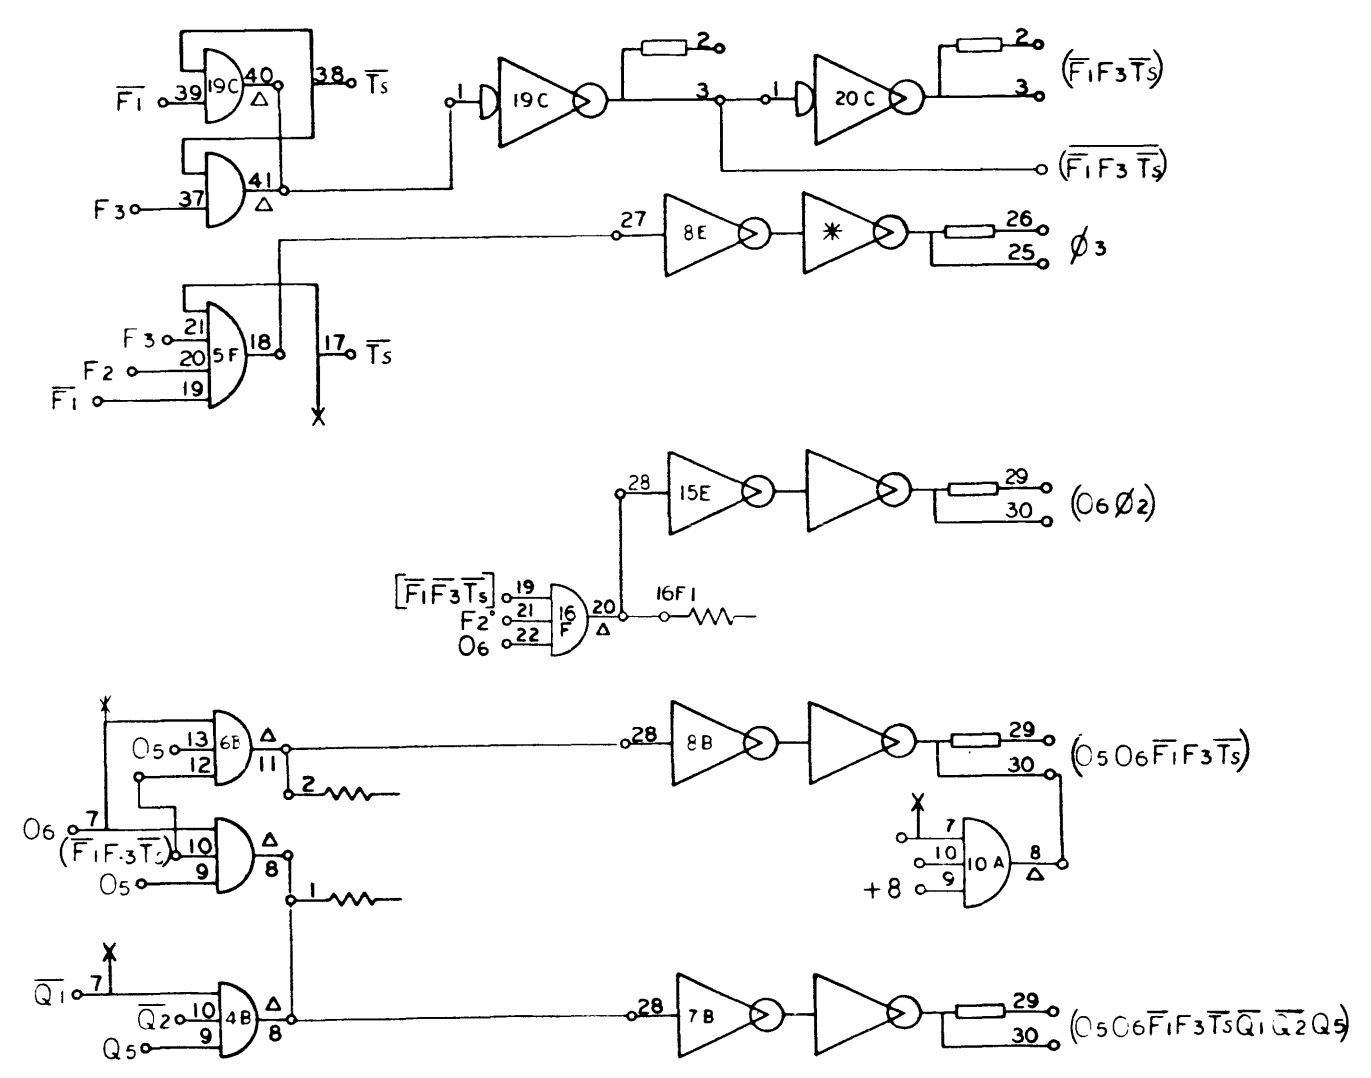 2
2
(F̅1F3T̅s)
19C
40
38
T̅s
F̅1
39
△
1
19C
3
1
20C
3
41
(F̅1F3T̅s)‾
F3
37
△
27
8E
*
26
25
Ø3
21
F3
20
5F
18
17
T̅s
F2
19
F̅1
28
15E
29
30
(O6Ø2)
[F̅1F̅3T̅s]
19
F2°
21
16F
20
△
16F1
O6
22
O5
13
6B
△
12
11
28
8B
29
30
(O5O6F̅1F3T̅s)
2
O6
7
(F̅1F3T̅s)
10
△
O5
9
8
1
7
10
10A
8
△
+8
9
Q̅1
7
Q̅2
10
4B
△
Q5
9
8
28
7B
29
30
(O5O6F̅1F3T̅sQ̅1Q̅2Q5)